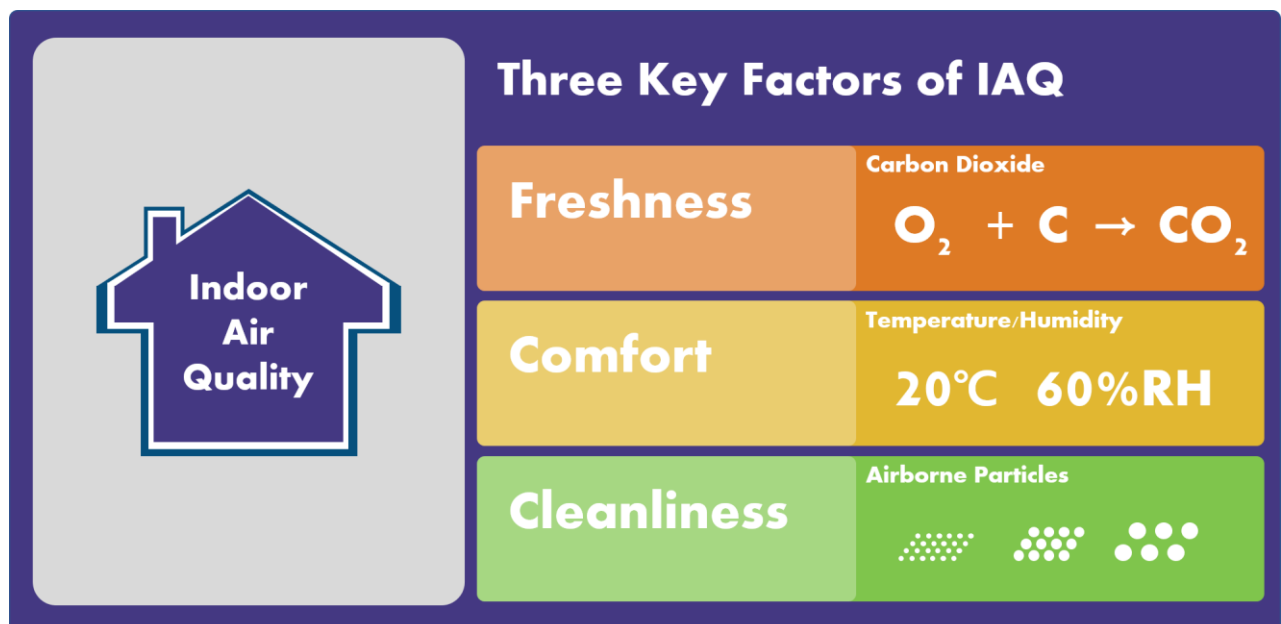 Indoor
Air
Quality
Three Key Factors of IAQ
Freshness
Carbon Dioxide
O₂ + C → CO₂
Comfort
Temperature/Humidity
20℃ 60%RH
Cleanliness
Airborne Particles